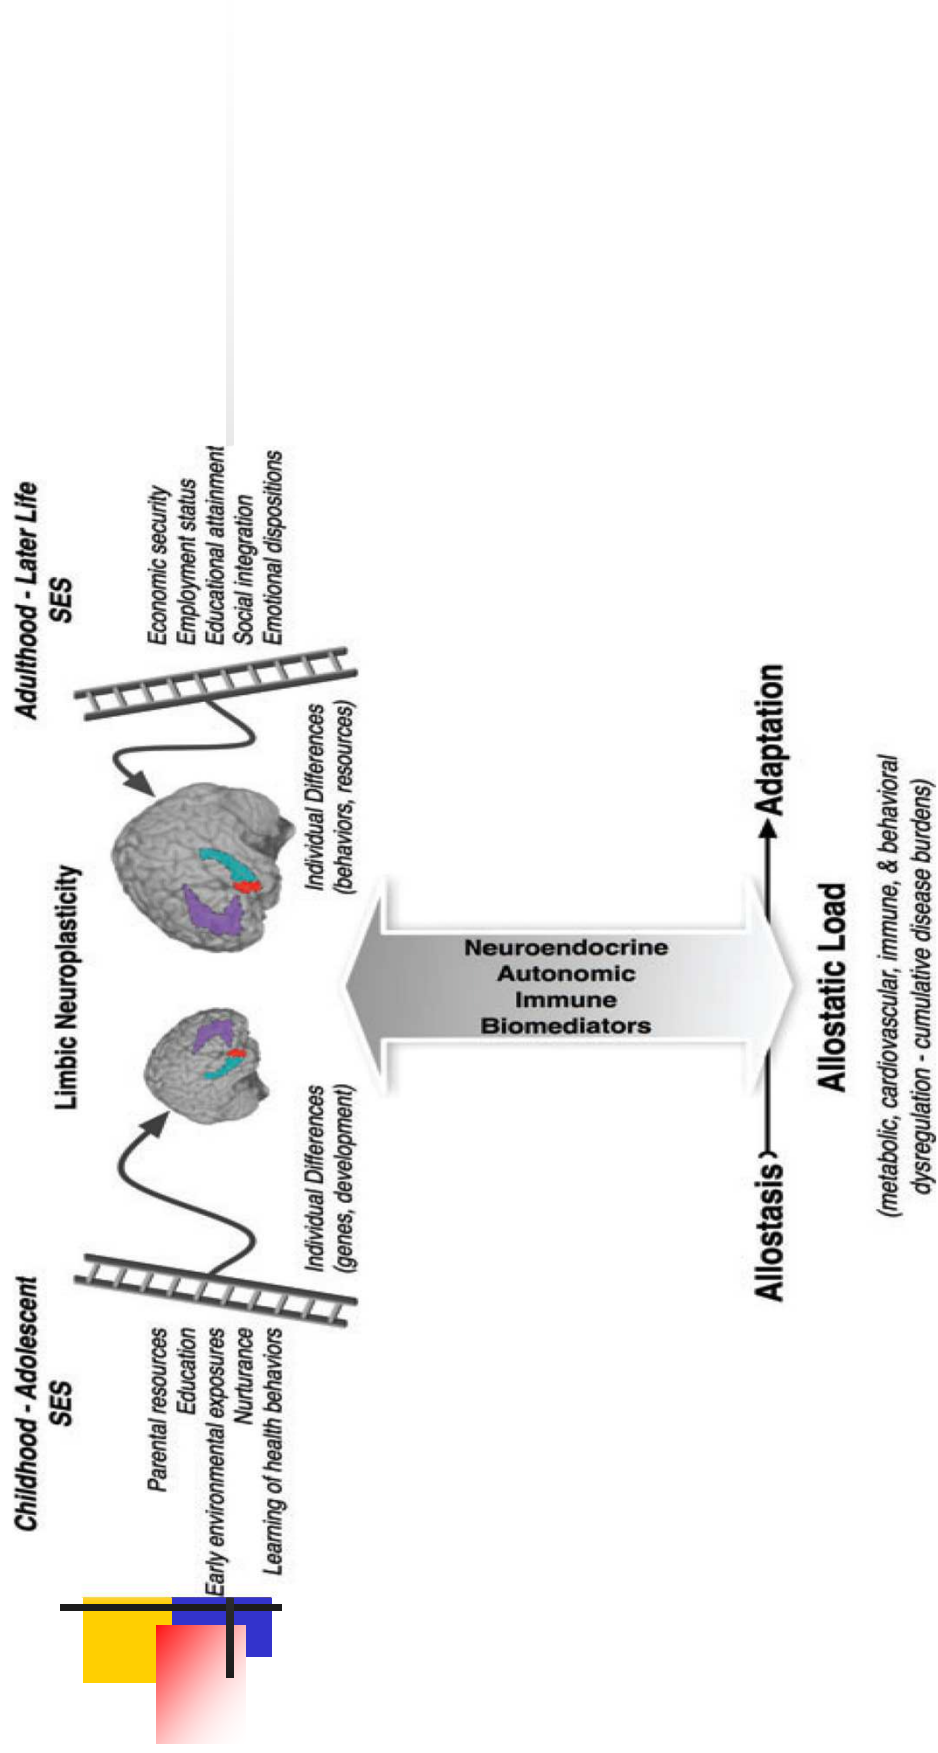 Childhood - Adolescent
SES
Parental resources
Education
Early environmental exposures
Nurturance
Learning of health behaviors
Limbic Neuroplasticity
Individual Differences
(genes, development)
Individual Differences
(behaviors, resources)
Adulthood - Later Life
SES
Economic security
Employment status
Educational attainment
Social integration
Emotional dispositions
Neuroendocrine
Autonomic
Immune
Biomediators
Allostasis
Adaptation
Allostatic Load
(metabolic, cardiovascular, immune, & behavioral
dysregulation - cumulative disease burdens)